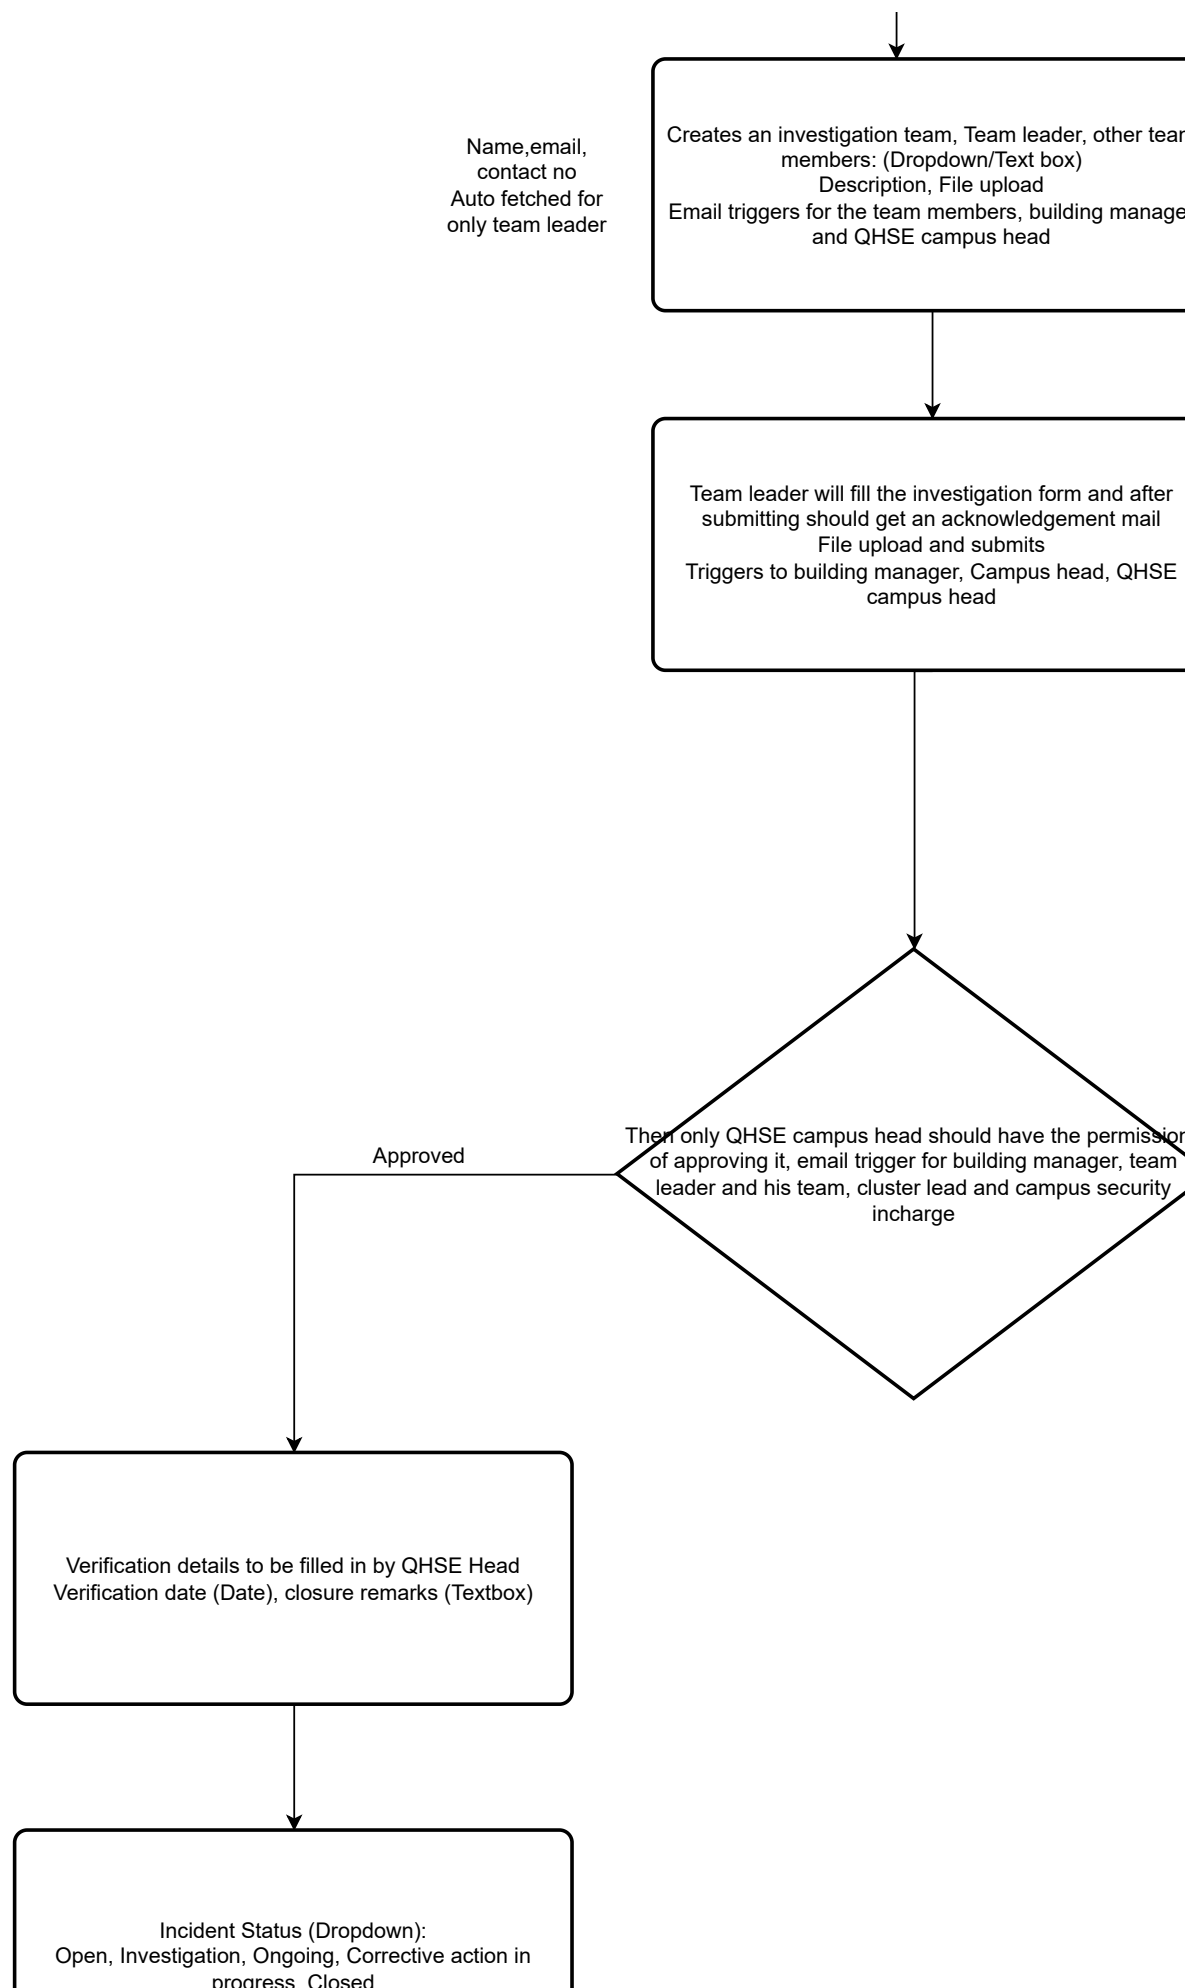 Name,email,
contact no
Auto fetched for
only team leader
Creates an investigation team, Team leader, other
members: (Dropdown/Text box)
Description, File upload
Email triggers for the team members, building
and QHSE campus head
Team leader will fill the investigation form and after
submitting should get an acknowledgement mail
File upload and submits
Triggers to building manager, Campus head, QHSE
campus head
Then only QHSE campus head should have the permission
of approving it, email trigger for building manager, team
leader and his team, cluster lead and campus security
incharge
Approved
Verification details to be filled in by QHSE Head
Verification date (Date), closure remarks (Textbox)
Incident Status (Dropdown):
Open, Investigation, Ongoing, Corrective action in
progress, Closed